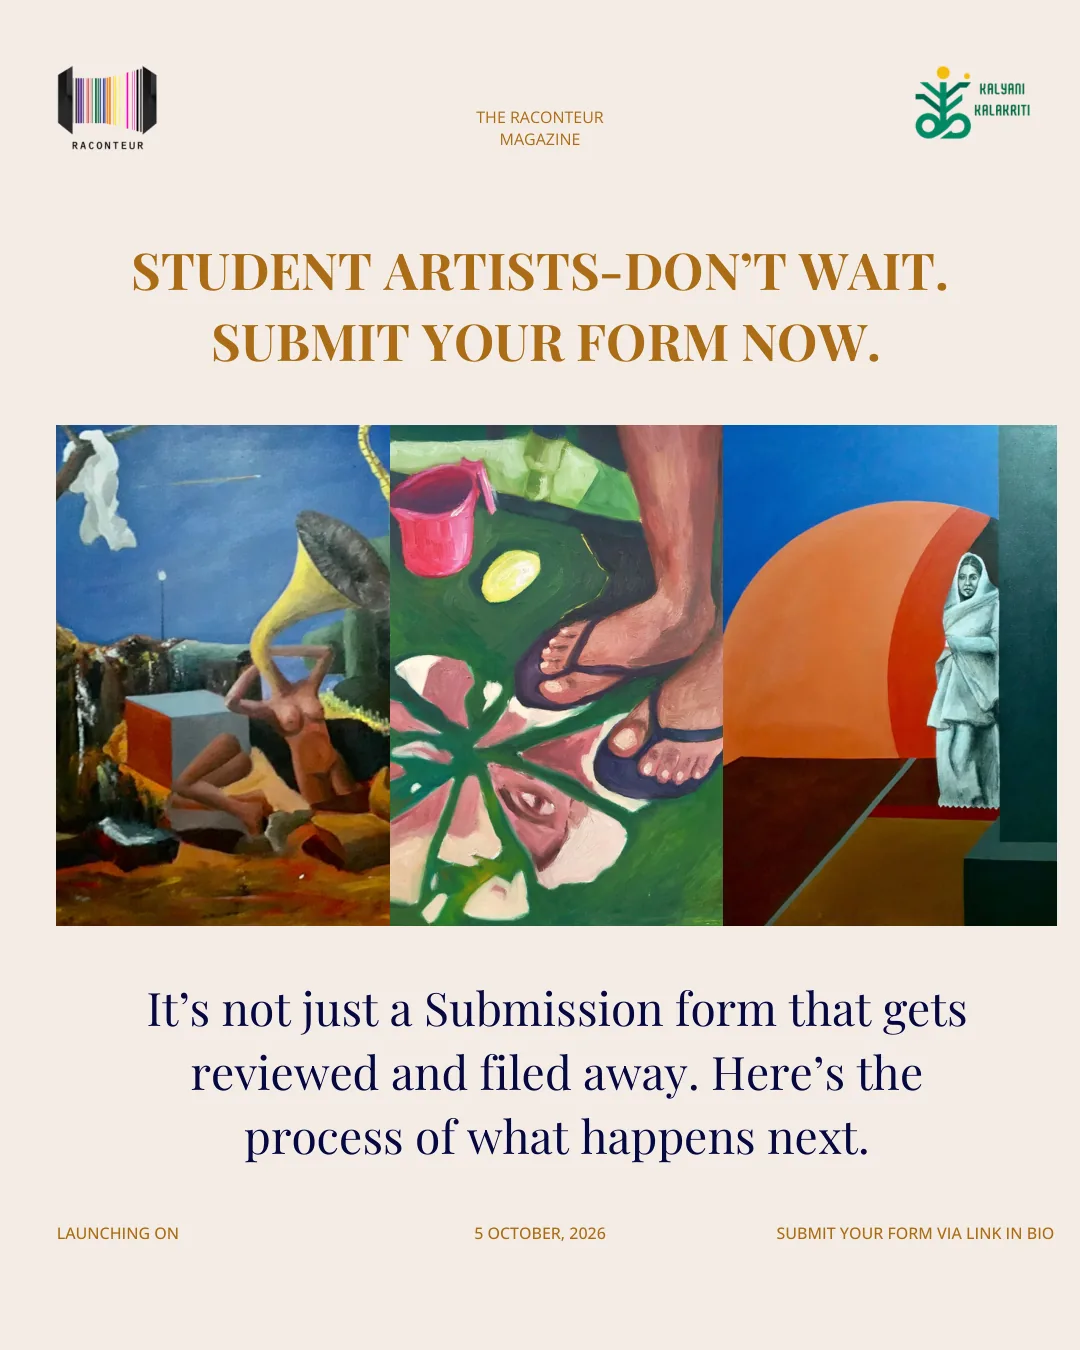 RACONTEUR
THE RACONTEUR
MAGAZINE
KALYANI
KALAKRITI
STUDENT ARTISTS-DON’T WAIT.
SUBMIT YOUR FORM NOW.
It’s not just a Submission form that gets
reviewed and filed away. Here’s the
process of what happens next.
LAUNCHING ON
5 OCTOBER, 2026
SUBMIT YOUR FORM VIA LINK IN BIO